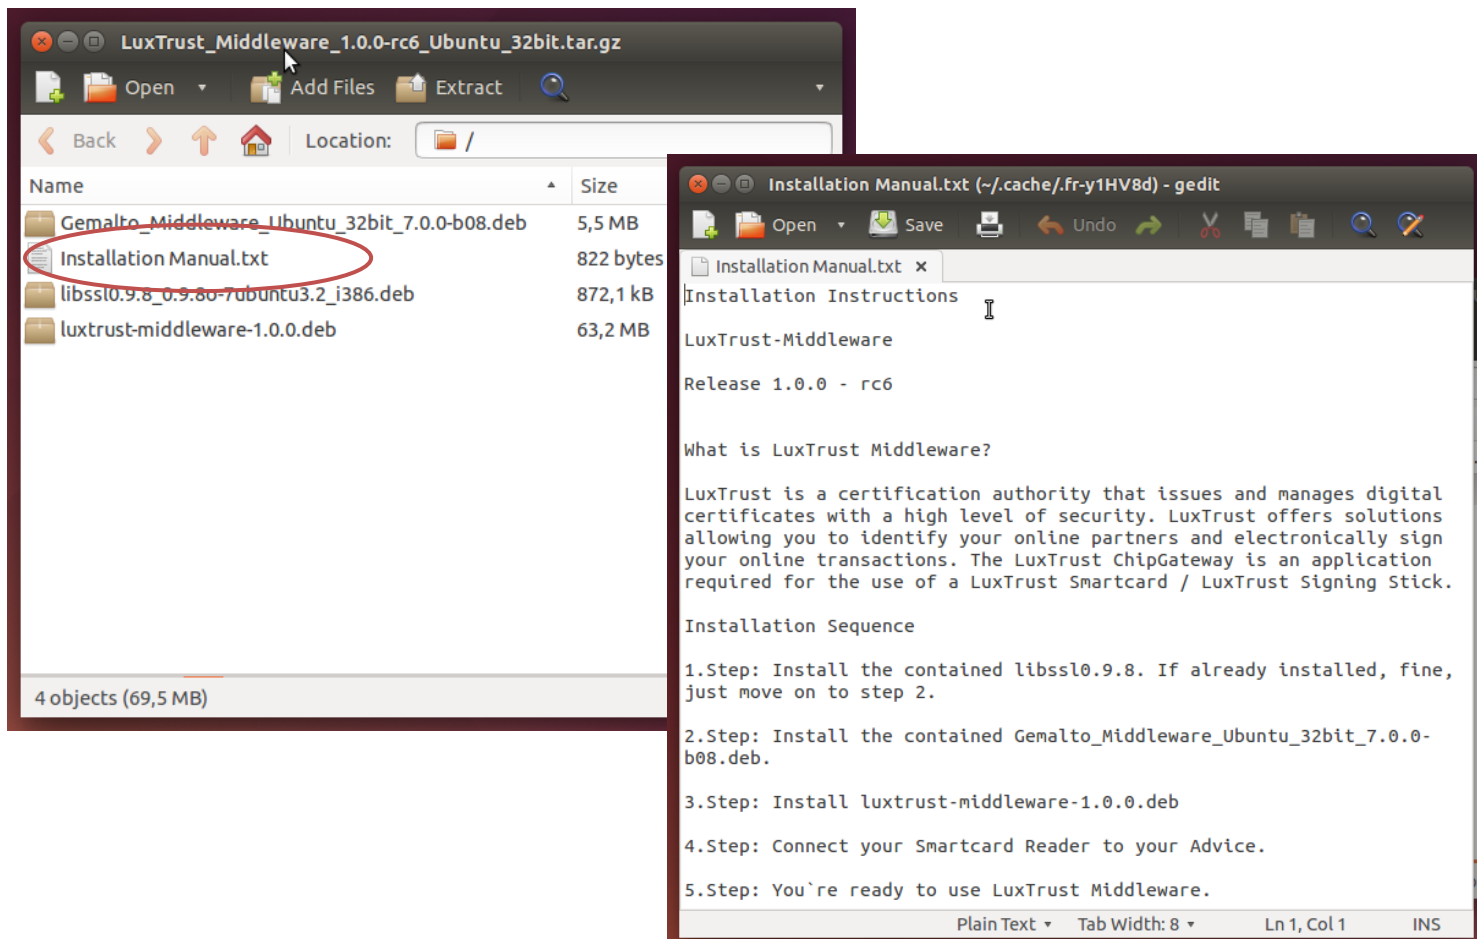 LuxTrust_Middleware_1.0.0-rc6_Ubuntu_32bit.tar.gz
Open Add Files Extract
Back Location: /
Name Size
Gemalto_Middleware_Ubuntu_32bit_7.0.0-b08.deb 5,5 MB
Installation Manual.txt 822 bytes
libssl0.9.8_0.9.8o-7ubuntu3.2_i386.deb 872,1 kB
luxtrust-middleware-1.0.0.deb 63,2 MB
4 objects (69,5 MB)
Installation Manual.txt (~/.cache/.fr-y1HV8d) - gedit
Open Save Undo
Installation Manual.txt
Installation Instructions
LuxTrust-Middleware
Release 1.0.0 - rc6
What is LuxTrust Middleware?
LuxTrust is a certification authority that issues and manages digital
certificates with a high level of security. LuxTrust offers solutions
allowing you to identify your online partners and electronically sign
your online transactions. The LuxTrust ChipGateway is an application
required for the use of a LuxTrust Smartcard / LuxTrust Signing Stick.
Installation Sequence
1.Step: Install the contained libssl0.9.8. If already installed, fine,
just move on to step 2.
2.Step: Install the contained Gemalto_Middleware_Ubuntu_32bit_7.0.0-
b08.deb.
3.Step: Install luxtrust-middleware-1.0.0.deb
4.Step: Connect your Smartcard Reader to your Advice.
5.Step: You`re ready to use LuxTrust Middleware.
Plain Text Tab Width: 8 Ln 1, Col 1 INS